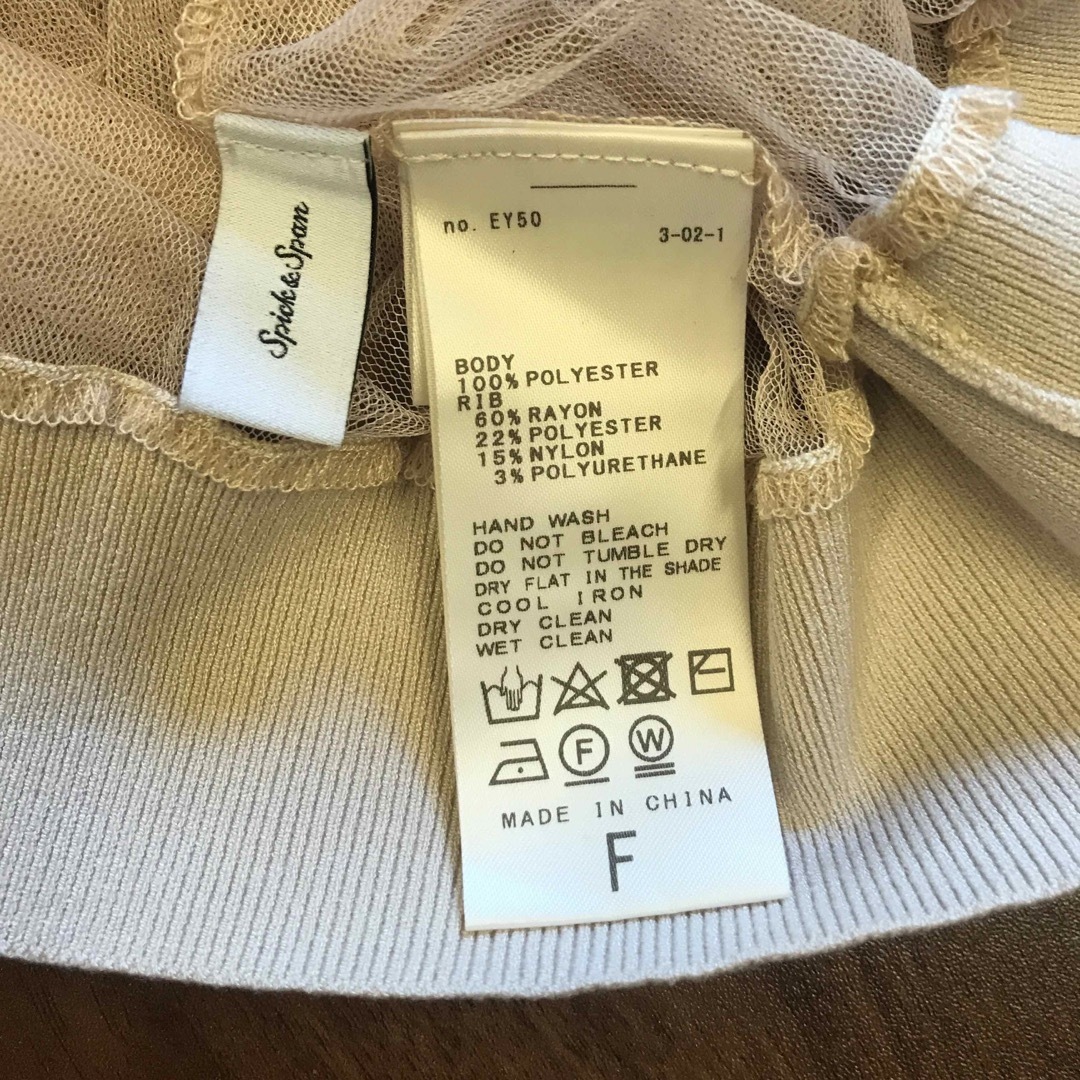 Spick & Span
no. EY50
3-02-1
BODY
100% POLYESTER
RIB
60% RAYON
22% POLYESTER
15% NYLON
3% POLYURETHANE
HAND WASH
DO NOT BLEACH
DO NOT TUMBLE DRY
DRY FLAT IN THE SHADE
COOL IRON
DRY CLEAN
WET CLEAN
F W
MADE IN CHINA
F